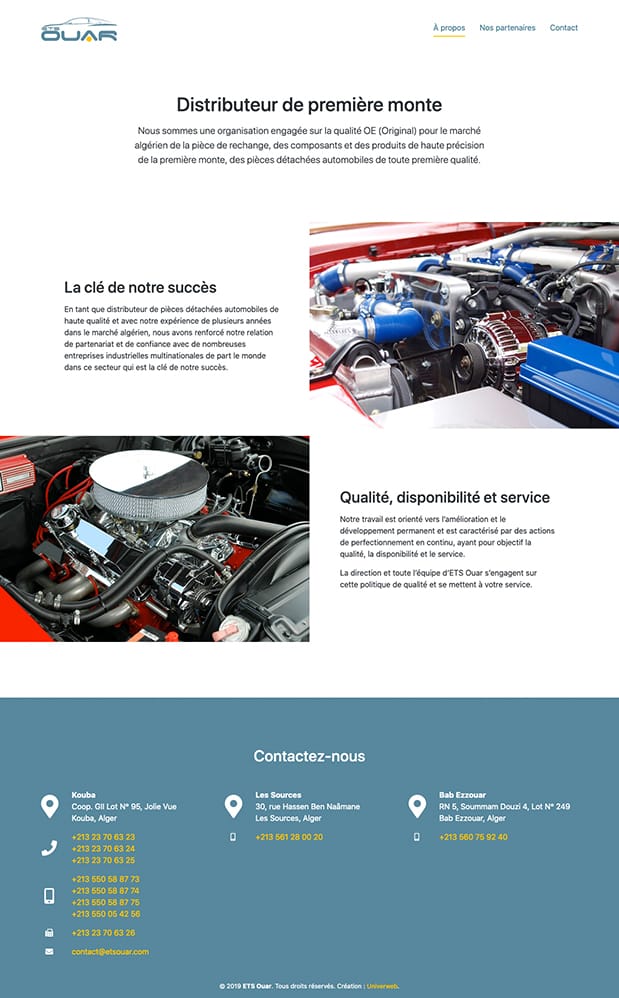 ETS
OUAR
À propos
Nos partenaires
Contact
Distributeur de première monte
Nous sommes une organisation engagée sur la qualité OE (Original) pour le marché
algérien de la pièce de rechange, des composants et des produits de haute précision
de la première monte, des pièces détachées automobiles de toute première qualité.
La clé de notre succès
En tant que distributeur de pièces détachées automobiles de
haute qualité et avec notre expérience de plusieurs années
dans le marché algérien, nous avons renforcé notre relation
de partenariat et de confiance avec de nombreuses
entreprises industrielles multinationales de part le monde
dans ce secteur qui est la clé de notre succès.
Qualité, disponibilité et service
Notre travail est orienté vers l'amélioration et le
développement permanent et est caractérisé par des actions
de perfectionnement en continu, ayant pour objectif la
qualité, la disponibilité et le service.
La direction et toute l'équipe d'ETS Ouar s'engagent sur
cette politique de qualité et se mettent à votre service.
Contactez-nous
Kouba
Coop. GII Lot N° 95, Jolie Vue
Kouba, Alger
+213 23 70 63 23
+213 23 70 63 24
+213 23 70 63 25
+213 550 58 87 73
+213 550 58 87 74
+213 550 58 87 75
+213 550 05 42 56
+213 23 70 63 26
contact@etsouar.com
Les Sources
30, rue Hassen Ben Naâmane
Les Sources, Alger
+213 561 28 00 20
Bab Ezzouar
RN 5, Soummam Douzi 4, Lot N° 249
Bab Ezzouar, Alger
+213 560 75 92 40
© 2019 ETS Ouar. Tous droits réservés. Création : Univerweb.